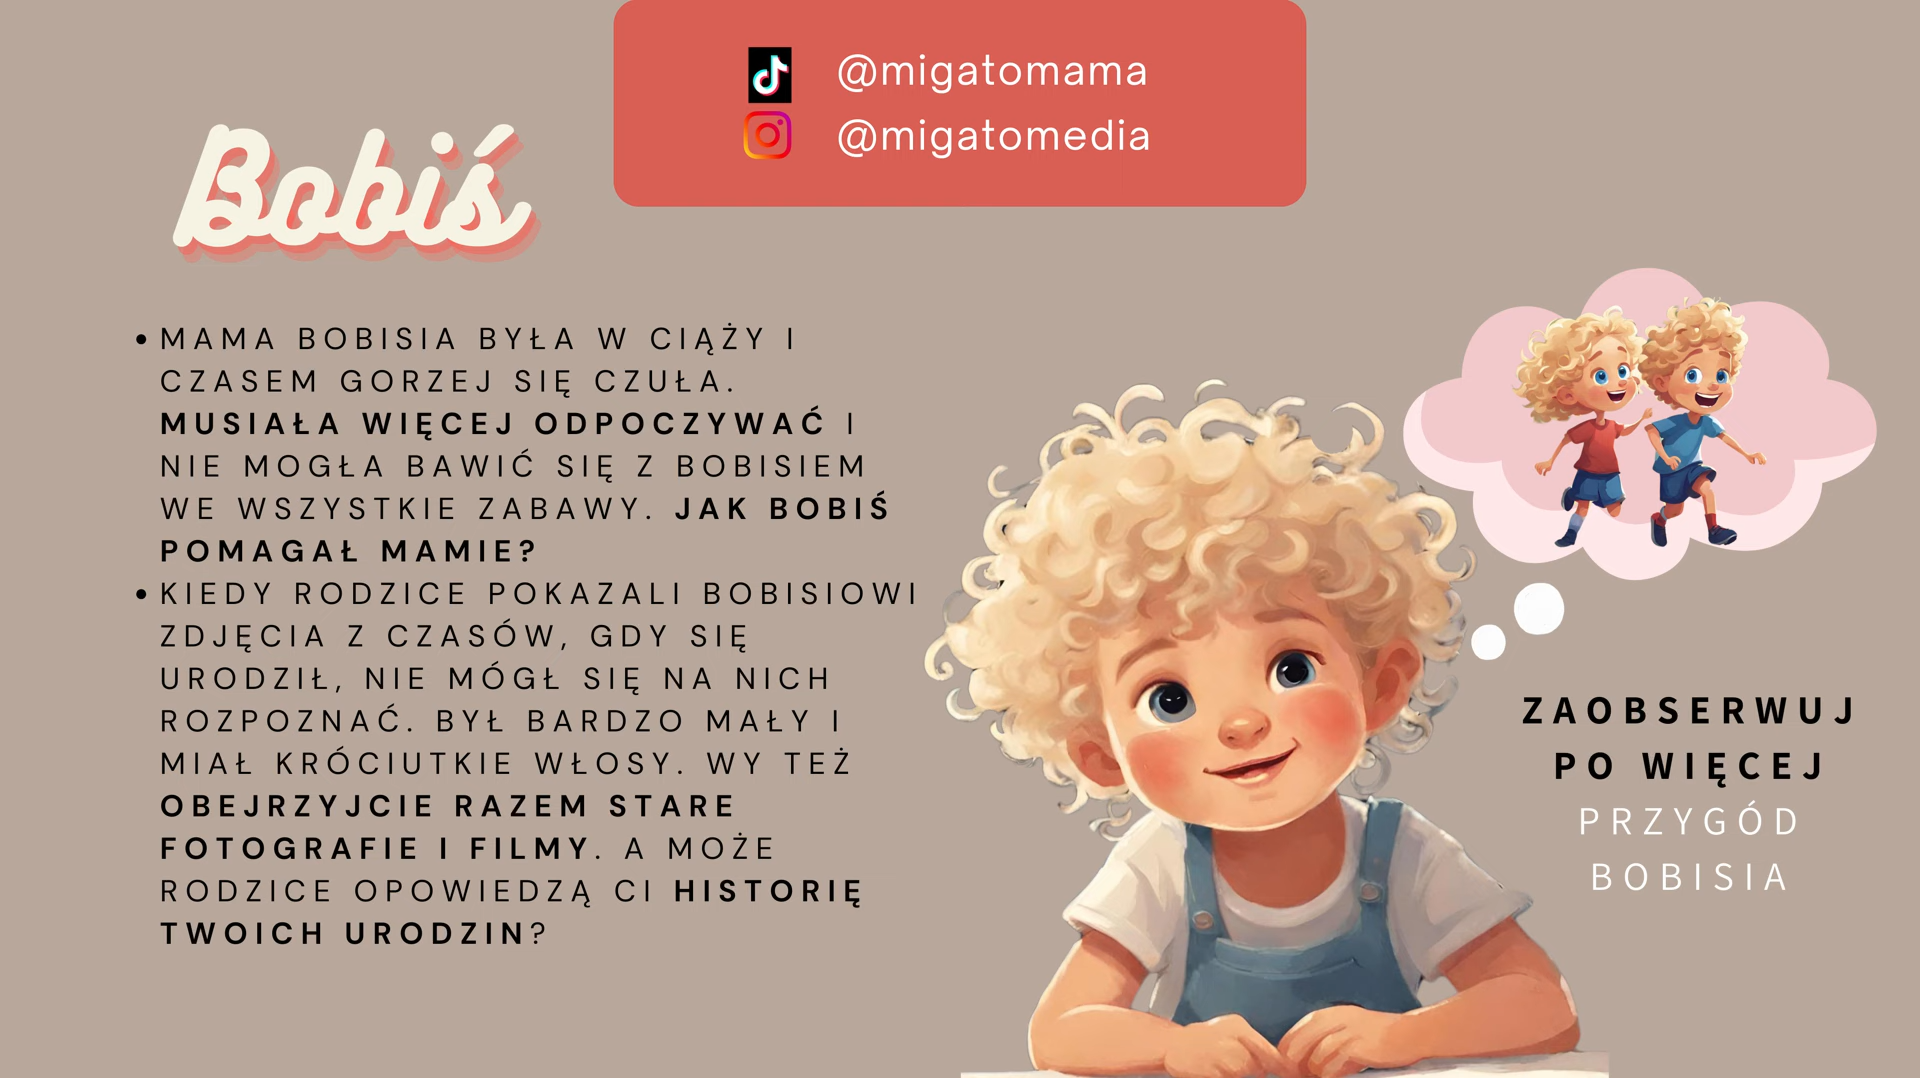 @migatomama
@migatomedia
Bobiś
• MAMA BOBISIA BYŁA W CIĄŻY I
CZASEM GORZEJ SIĘ CZUŁA.
MUSIAŁA WIĘCEJ ODPOCZYWAĆ I
NIE MOGŁA BAWIĆ SIĘ Z BOBISIEM
WE WSZYSTKIE ZABAWY. JAK BOBIŚ
POMAGAŁ MAMIE?
• KIEDY RODZICE POKAZALI BOBISIOWI
ZDJĘCIA Z CZASÓW, GDY SIĘ
URODZIŁ, NIE MÓGŁ SIĘ NA NICH
ROZPOZNAĆ. BYŁ BARDZO MAŁY I
MIAŁ KRÓCIUTKIE WŁOSY. WY TEŻ
OBEJRZYJCIE RAZEM STARE
FOTOGRAFIE I FILMY. A MOŻE
RODZICE OPOWIEDZĄ CI HISTORIĘ
TWOICH URODZIN?
ZAOBSERWUJ
PO WIĘCEJ
PRZYGÓD
BOBISIA